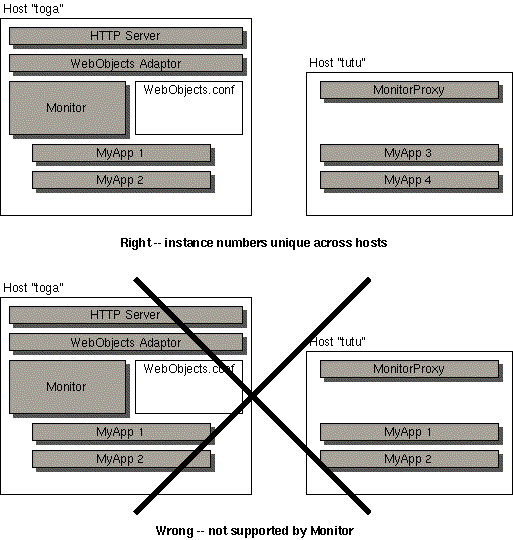 Host "toga"
HTTP Server
WebObjects Adaptor
Monitor
WebObjects.conf
MyApp 1
MyApp 2
Host "tutu"
MonitorProxy
MyApp 3
MyApp 4
Right -- instance numbers unique across hosts
Host "toga"
HTTP Server
WebObjects Adaptor
Monitor
WebObjects.conf
MyApp 1
MyApp 2
Host "tutu"
MonitorProxy
MyApp 1
MyApp 2
Wrong -- not supported by Monitor